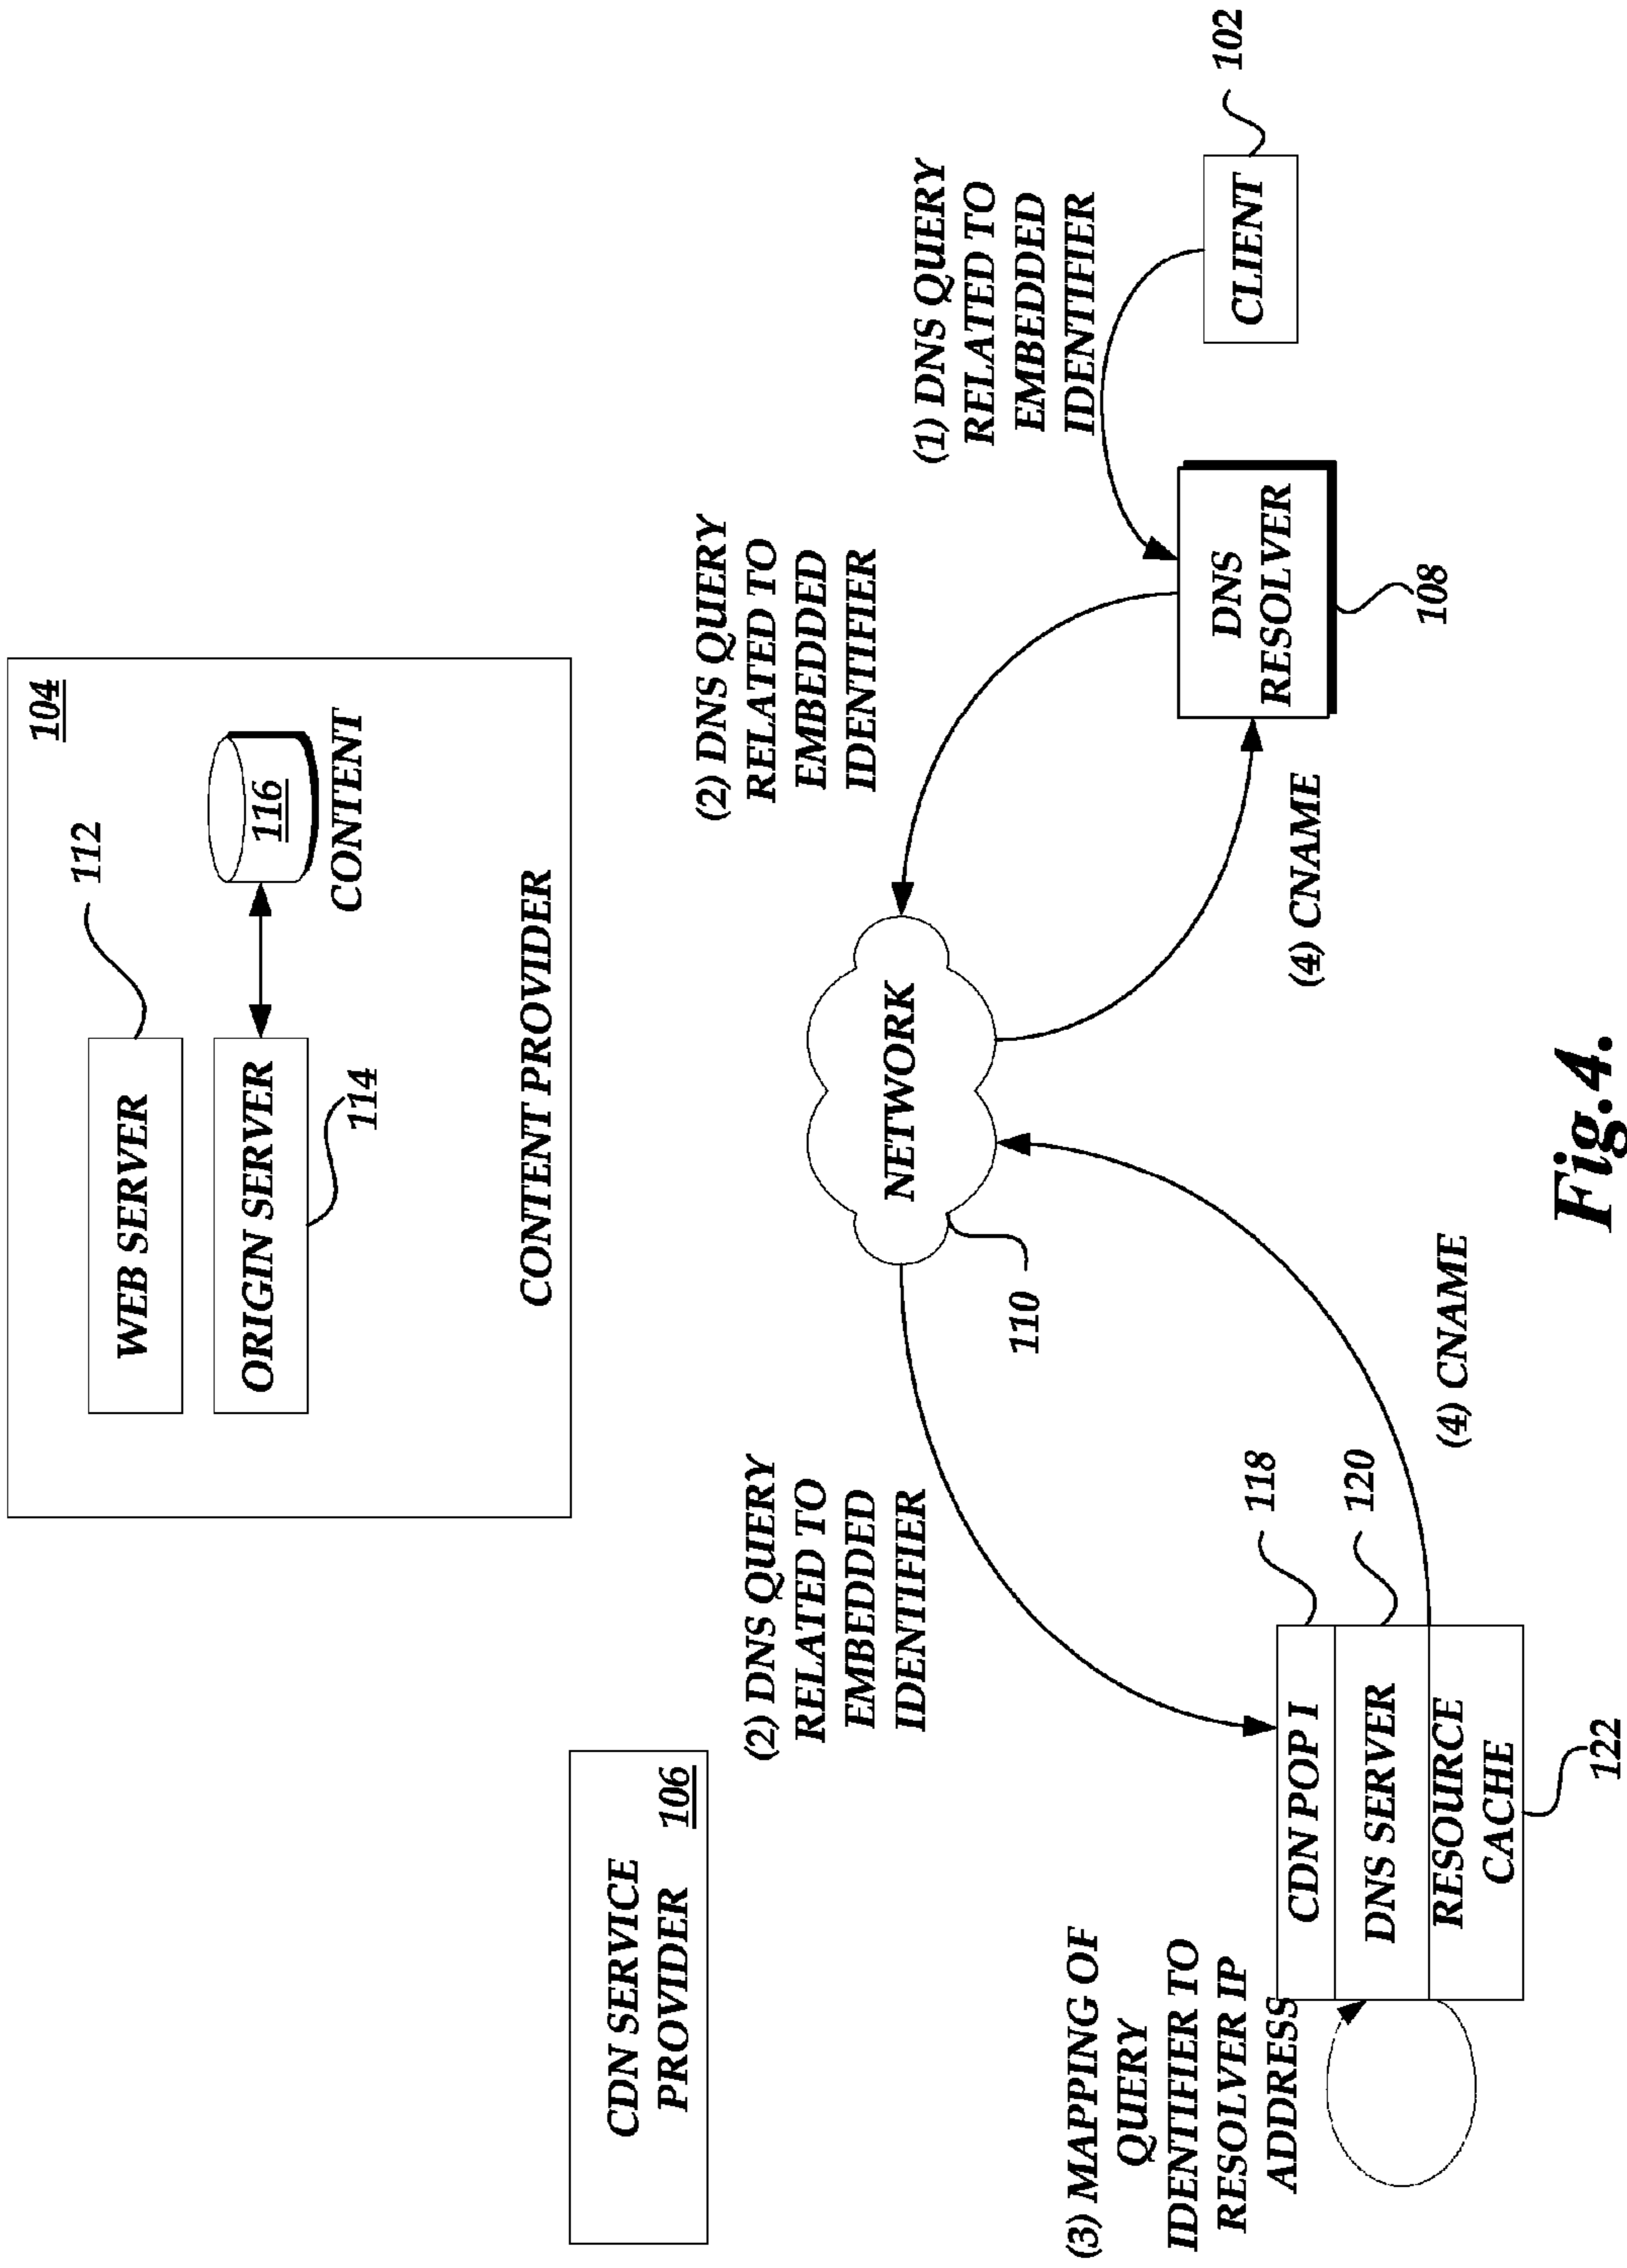 104
112
WEB SERVER
ORIGIN SERVER
116
CONTENT
114
CONTENT PROVIDER
CDN SERVICE
PROVIDER
106
(2) DNS QUERY
RELATED TO
EMBEDDED
IDENTIFIER
(2) DNS QUERY
RELATED TO
EMBEDDED
IDENTIFIER
(1) DNS QUERY
RELATED TO
EMBEDDED
IDENTIFIER
102
NETWORK
110
CLIENT
DNS
RESOLVER
108
(4) CNAME
(3) MAPPING OF
QUERY
IDENTIFIER TO
RESOLVER IP
ADDRESS
118
120
CDN POP I
DNS SERVER
RESOURCE
CACHE
122
(4) CNAME
Fig.4.